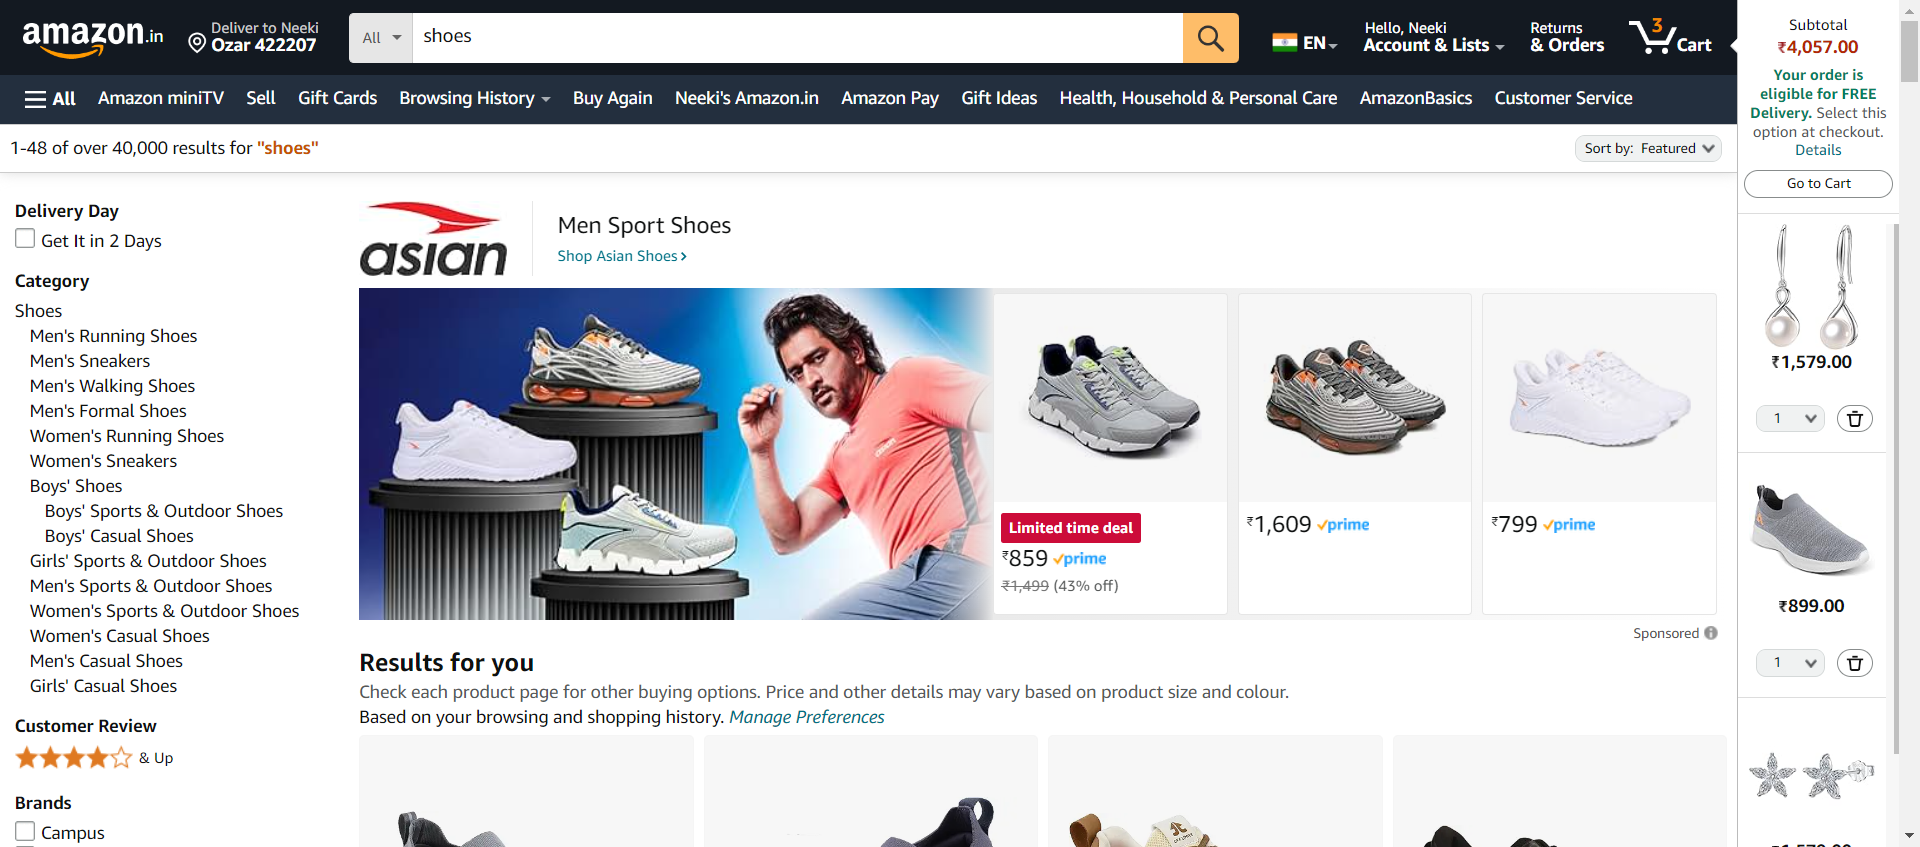 amazon.in
Deliver to Neeki
Ozar 422207
All
shoes
EN
Hello, Neeki
Account & Lists
Returns
& Orders
3
Cart
All
Amazon miniTV
Sell
Gift Cards
Browsing History
Buy Again
Neeki's Amazon.in
Amazon Pay
Gift Ideas
Health, Household & Personal Care
AmazonBasics
Customer Service
Subtotal
₹4,057.00
Your order is
eligible for FREE
Delivery. Select this
option at checkout.
Details
Go to Cart
1-48 of over 40,000 results for "shoes"
Sort by: Featured
Delivery Day
Get It in 2 Days
Category
Shoes
Men's Running Shoes
Men's Sneakers
Men's Walking Shoes
Men's Formal Shoes
Women's Running Shoes
Women's Sneakers
Boys' Shoes
Boys' Sports & Outdoor Shoes
Boys' Casual Shoes
Girls' Sports & Outdoor Shoes
Men's Sports & Outdoor Shoes
Women's Sports & Outdoor Shoes
Women's Casual Shoes
Men's Casual Shoes
Girls' Casual Shoes
Customer Review
& Up
Brands
Campus
asian
Men Sport Shoes
Shop Asian Shoes ›
Limited time deal
₹859 prime
₹1,499 (43% off)
₹1,609 prime
₹799 prime
Sponsored
Results for you
Check each product page for other buying options. Price and other details may vary based on product size and colour.
Based on your browsing and shopping history. Manage Preferences
₹1,579.00
1
₹899.00
1
₹1,579.00